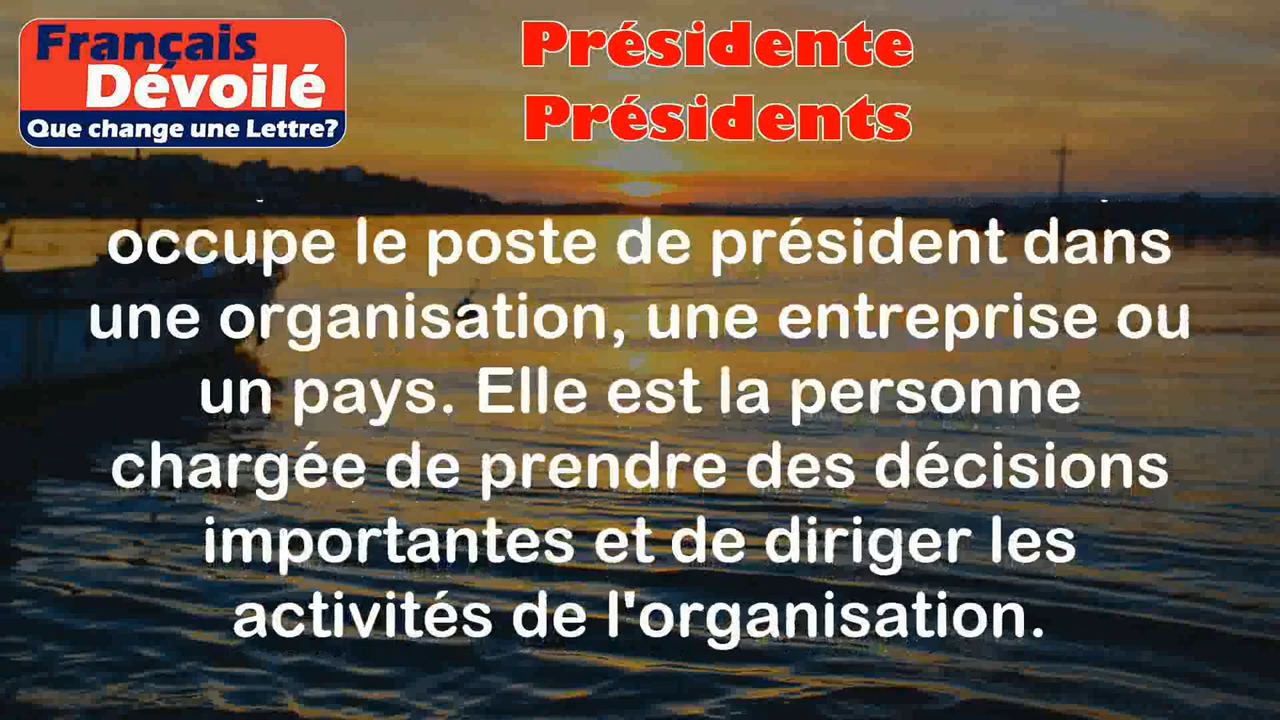 Français
Dévoilé
Que change une Lettre?
Présidente
Présidents
occupe le poste de président dans
une organisation, une entreprise ou
un pays. Elle est la personne
chargée de prendre des décisions
importantes et de diriger les
activités de l'organisation.